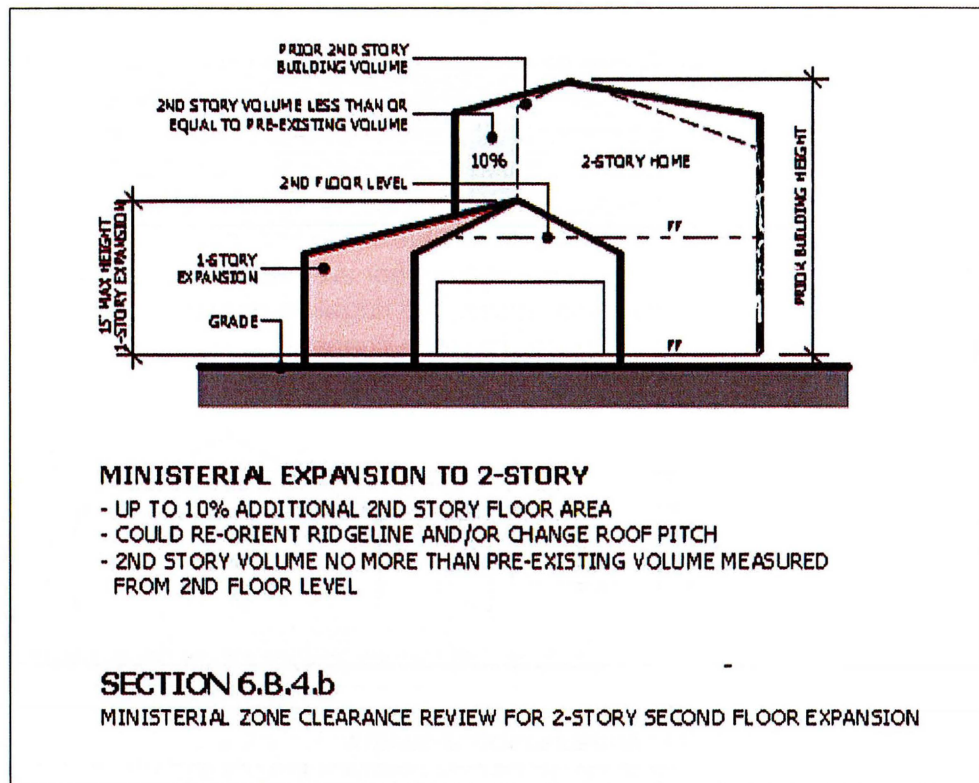 PRIOR 2ND STORY
BUILDING VOLUME
2ND STORY VOLUME LESS THAN OR
EQUAL TO PRE-EXISTING VOLUME
10%
2-STORY HOME
2ND FLOOR LEVEL
FF
PRIOR BUILDING HEIGHT
15' MAX HEIGHT
1-STORY EXPANSION
1-STORY
EXPANSION
GRADE
FF
MINISTERIAL EXPANSION TO 2-STORY
- UP TO 10% ADDITIONAL 2ND STORY FLOOR AREA
- COULD RE-ORIENT RIDGELINE AND/OR CHANGE ROOF PITCH
- 2ND STORY VOLUME NO MORE THAN PRE-EXISTING VOLUME MEASURED
FROM 2ND FLOOR LEVEL
SECTION 6.B.4.b
MINISTERIAL ZONE CLEARANCE REVIEW FOR 2-STORY SECOND FLOOR EXPANSION